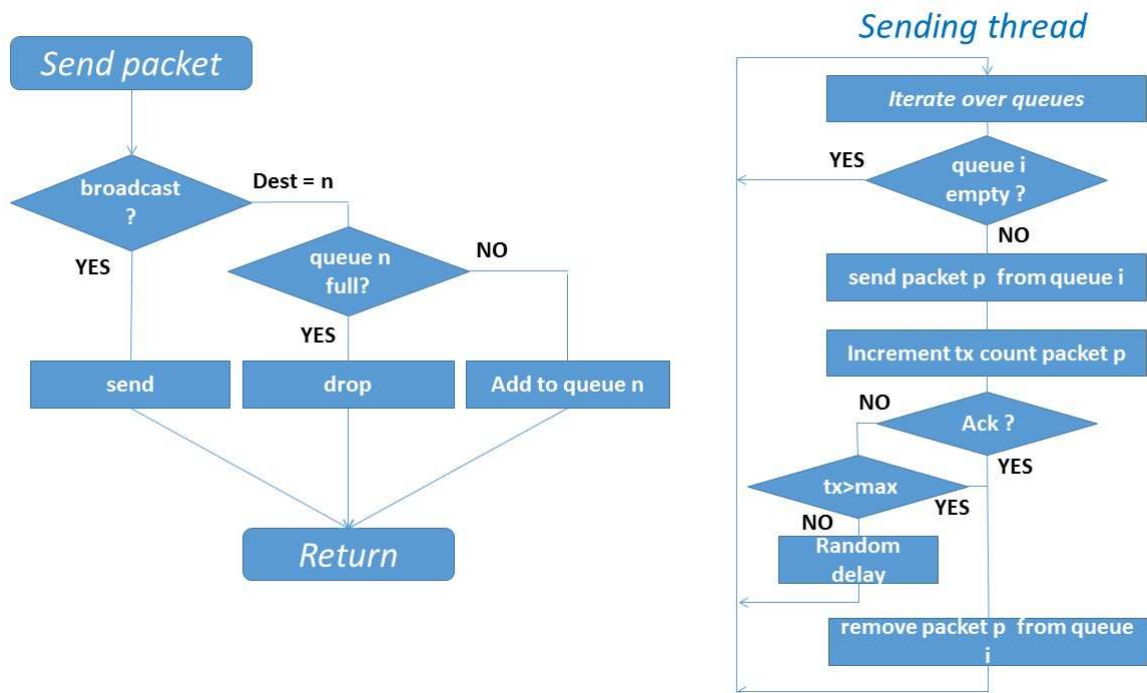 Send packet
broadcast
?
Dest = n
YES
queue n
full?
NO
YES
send
drop
Add to queue n
Return
Sending thread
Iterate over queues
YES
queue i
empty ?
NO
send packet p from queue i
Increment tx count packet p
NO
Ack ?
YES
tx>max
YES
NO
Random
delay
remove packet p from queue
i